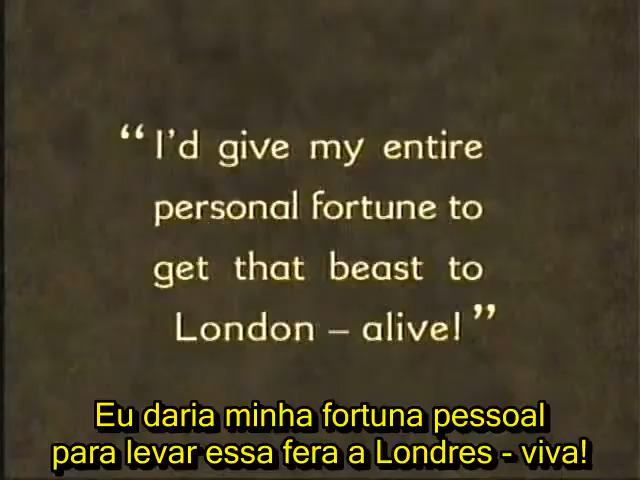 “I’d give my entire
personal fortune to
get that beast to
London – alive!”
Eu daria minha fortuna pessoal
para levar essa fera a Londres - viva!